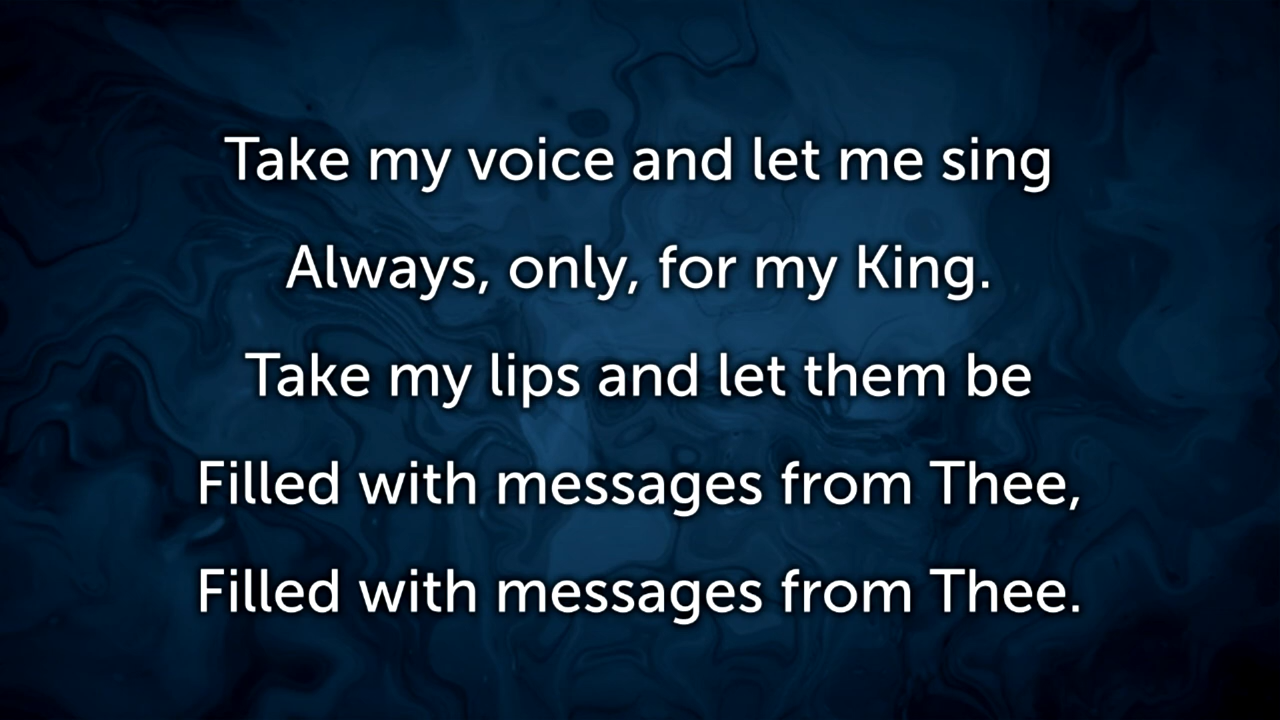 Take my voice and let me sing
Always, only, for my King.
Take my lips and let them be
Filled with messages from Thee,
Filled with messages from Thee.